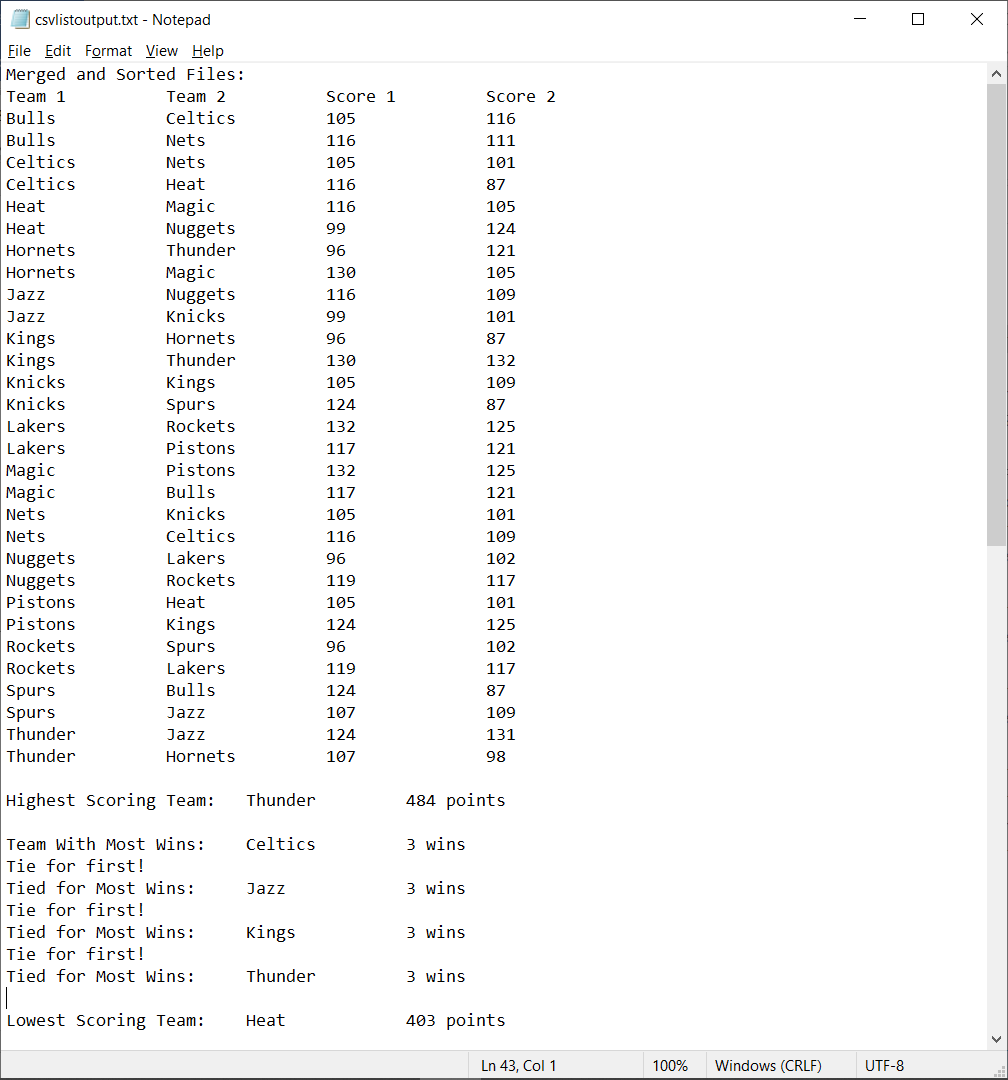 csvlistoutput.txt - Notepad
File Edit Format View Help
Merged and Sorted Files:
Team 1 Team 2 Score 1 Score 2
Bulls Celtics 105 116
Bulls Nets 116 111
Celtics Nets 105 101
Celtics Heat 116 87
Heat Magic 116 105
Heat Nuggets 99 124
Hornets Thunder 96 121
Hornets Magic 130 105
Jazz Nuggets 116 109
Jazz Knicks 99 101
Kings Hornets 96 87
Kings Thunder 130 132
Knicks Kings 105 109
Knicks Spurs 124 87
Lakers Rockets 132 125
Lakers Pistons 117 121
Magic Pistons 132 125
Magic Bulls 117 121
Nets Knicks 105 101
Nets Celtics 116 109
Nuggets Lakers 96 102
Nuggets Rockets 119 117
Pistons Heat 105 101
Pistons Kings 124 125
Rockets Spurs 96 102
Rockets Lakers 119 117
Spurs Bulls 124 87
Spurs Jazz 107 109
Thunder Jazz 124 131
Thunder Hornets 107 98
Highest Scoring Team: Thunder 484 points
Team With Most Wins: Celtics 3 wins
Tie for first!
Tied for Most Wins: Jazz 3 wins
Tie for first!
Tied for Most Wins: Kings 3 wins
Tie for first!
Tied for Most Wins: Thunder 3 wins
Lowest Scoring Team: Heat 403 points
Ln 43, Col 1 100% Windows (CRLF) UTF-8